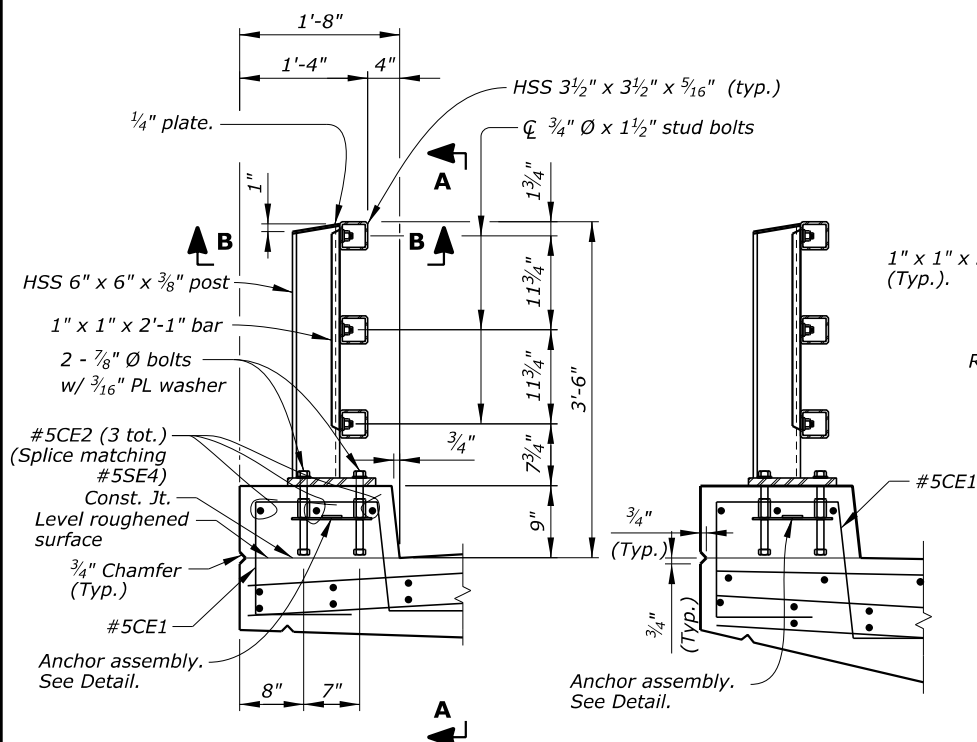 1'-8"
1'-4"
4"
HSS 3½" x 3½" x ⁵⁄₁₆" (typ.)
¼" plate.
℄ ¾" Ø x 1½" stud bolts
A
1"
1¾"
B
B
HSS 6" x 6" x ⅜" post
11¾"
1" x 1" x
(Typ.).
1" x 1" x 2'-1" bar
2 - ⅞" Ø bolts
w/ ³⁄₁₆" PL washer
11¾"
3'-6"
R
#5CE2 (3 tot.)
(Splice matching
#5SE4)
¾"
7¾"
#5CE1
Const. Jt.
Level roughened
surface
9"
¾"
(Typ.)
¾" Chamfer
(Typ.)
#5CE1
¾"
(Typ.)
Anchor assembly.
See Detail.
8"
7"
Anchor assembly.
See Detail.
A